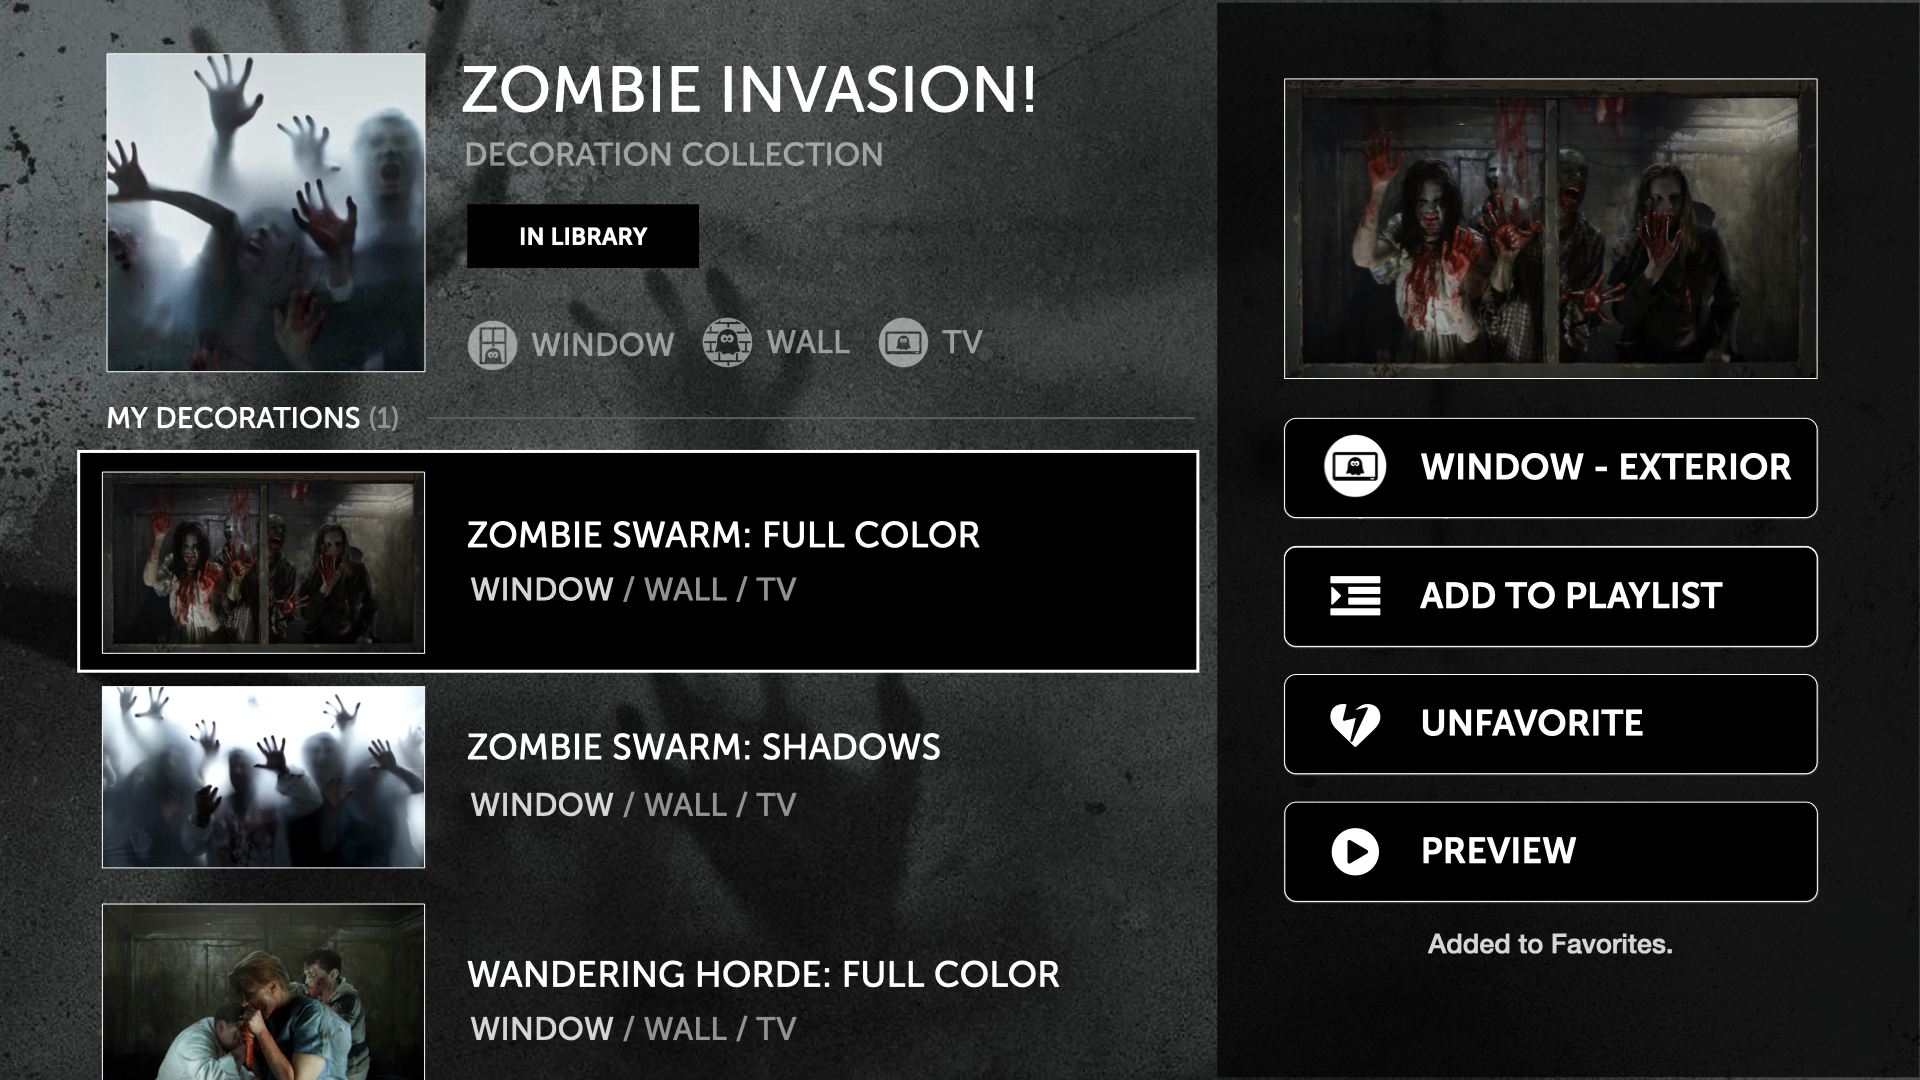 ZOMBIE INVASION!
DECORATION COLLECTION
IN LIBRARY
WINDOW WALL TV
MY DECORATIONS (1)
ZOMBIE SWARM: FULL COLOR
WINDOW / WALL / TV
ZOMBIE SWARM: SHADOWS
WINDOW / WALL / TV
WANDERING HORDE: FULL COLOR
WINDOW / WALL / TV
WINDOW - EXTERIOR
ADD TO PLAYLIST
UNFAVORITE
PREVIEW
Added to Favorites.